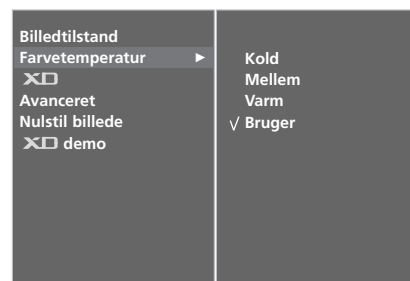 Billedtilstand
Farvetemperatur ►
XD
Avanceret
Nulstil billede
XD demo
Kold
Mellem
Varm
√ Bruger